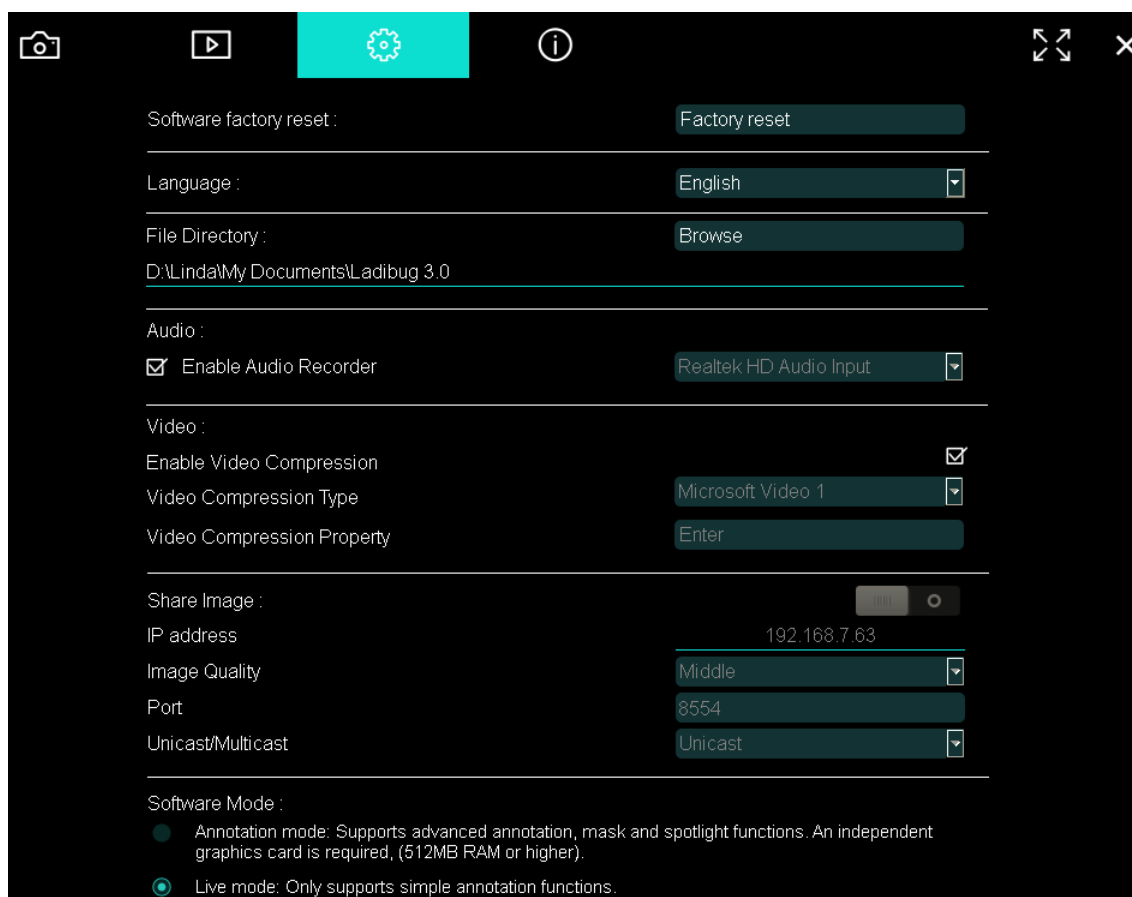 Software factory reset :
Factory reset
Language :
English
File Directory :
Browse
D:\Linda\My Documents\Ladibug 3.0
Audio :
Enable Audio Recorder
Realtek HD Audio Input
Video :
Enable Video Compression
Video Compression Type
Microsoft Video 1
Video Compression Property
Enter
Share Image :
IP address
192.168.7.63
Image Quality
Middle
Port
8554
Unicast/Multicast
Unicast
Software Mode :
Annotation mode: Supports advanced annotation, mask and spotlight functions. An independent
graphics card is required, (512MB RAM or higher).
Live mode: Only supports simple annotation functions.